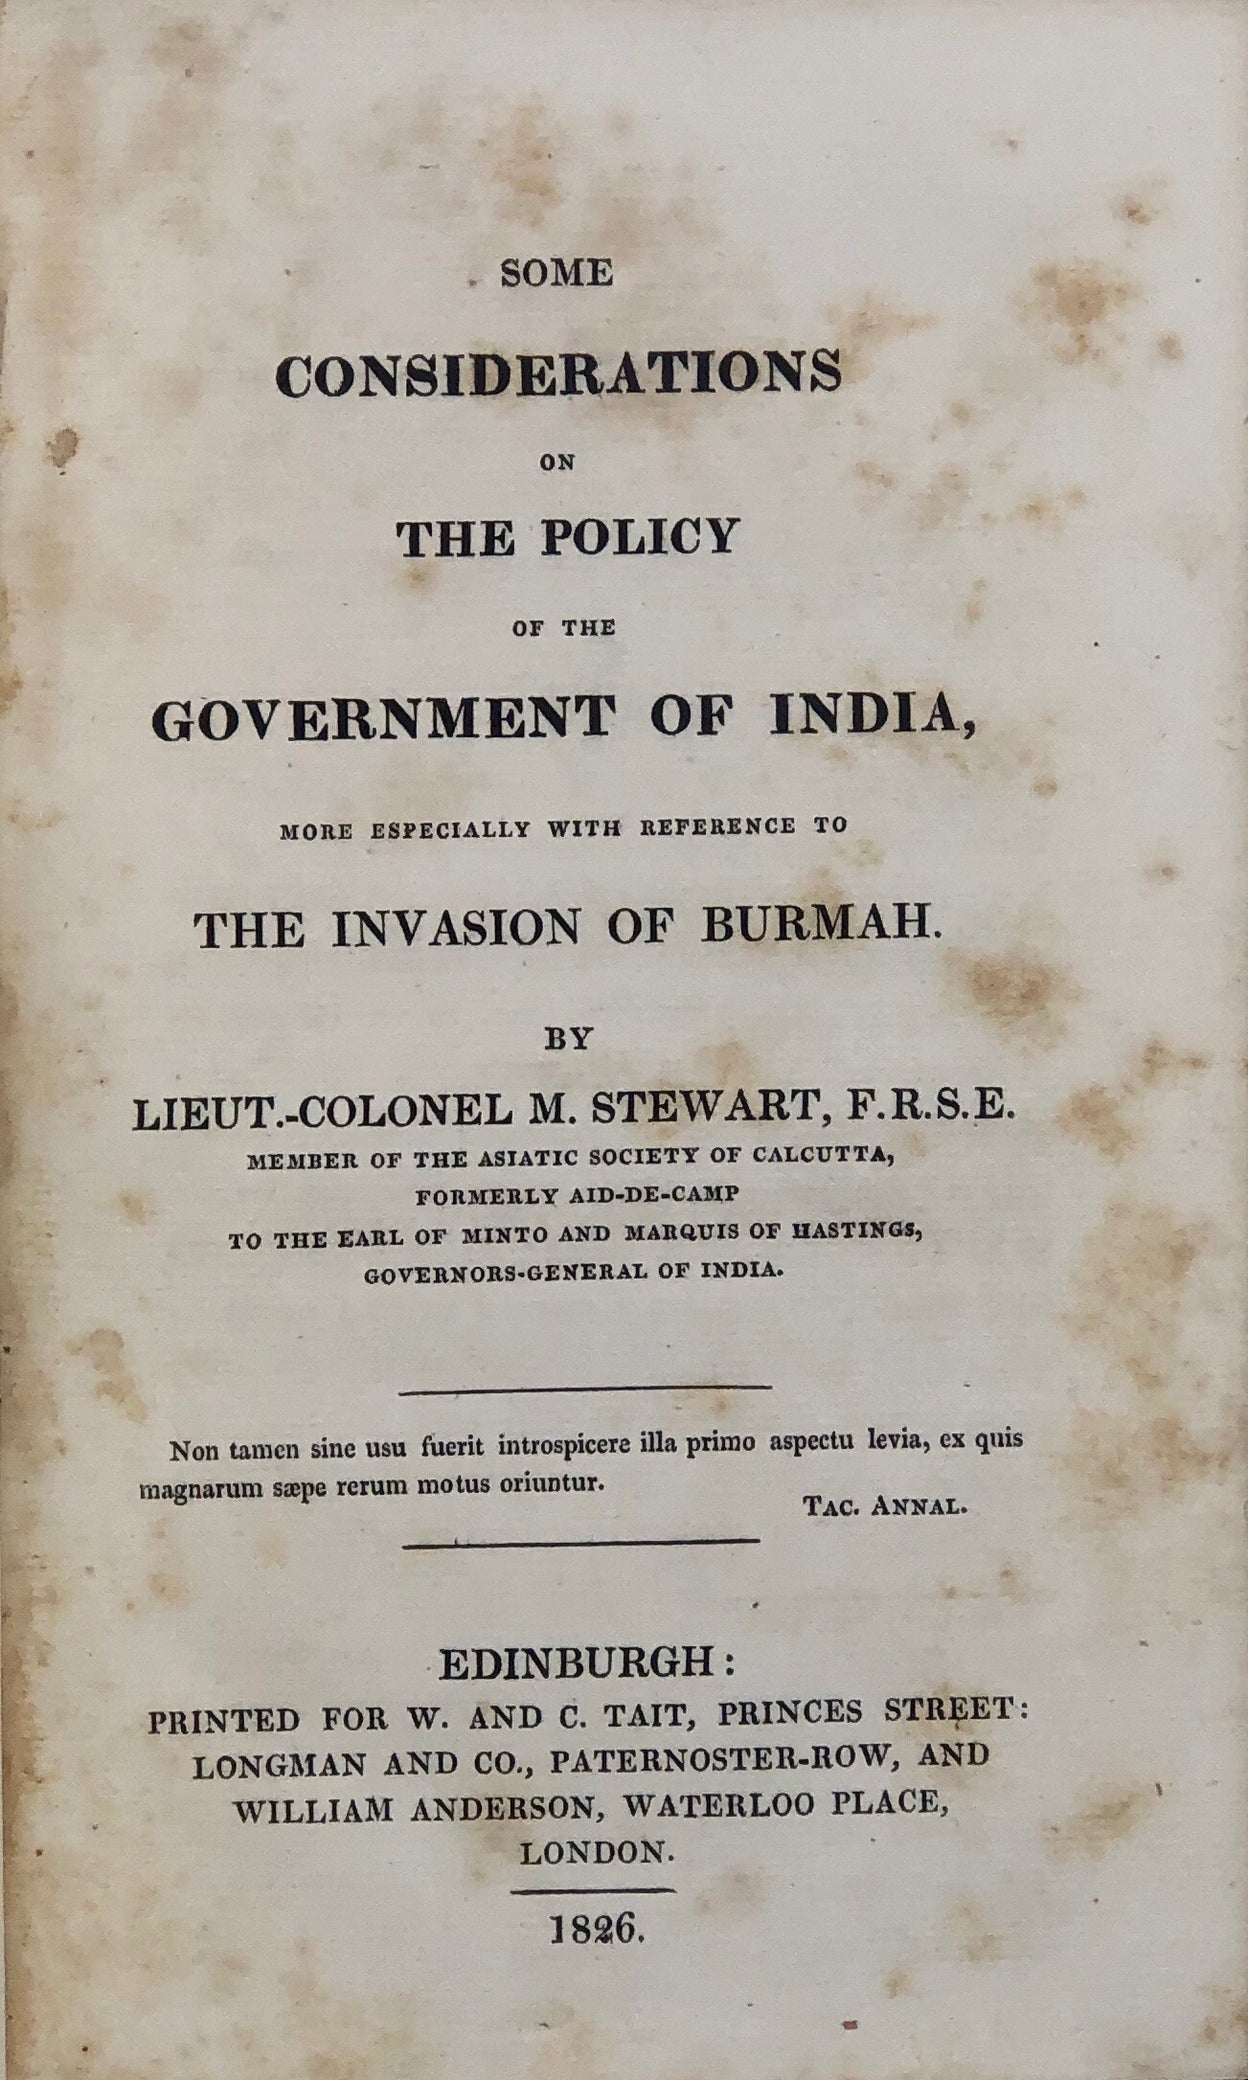 SOME
CONSIDERATIONS
ON
THE POLICY
OF THE
GOVERNMENT OF INDIA,
MORE ESPECIALLY WITH REFERENCE TO
THE INVASION OF BURMAH.
BY
LIEUT.-COLONEL M. STEWART, F.R.S.E.
MEMBER OF THE ASIATIC SOCIETY OF CALCUTTA,
FORMERLY AID-DE-CAMP
TO THE EARL OF MINTO AND MARQUIS OF HASTINGS,
GOVERNORS-GENERAL OF INDIA.
Non tamen sine usu fuerit introspicere illa primo aspectu levia, ex quis
magnarum sæpe rerum motus oriuntur.
TAC. ANNAL.
EDINBURGH:
PRINTED FOR W. AND C. TAIT, PRINCES STREET:
LONGMAN AND CO., PATERNOSTER-ROW, AND
WILLIAM ANDERSON, WATERLOO PLACE,
LONDON.
1826.